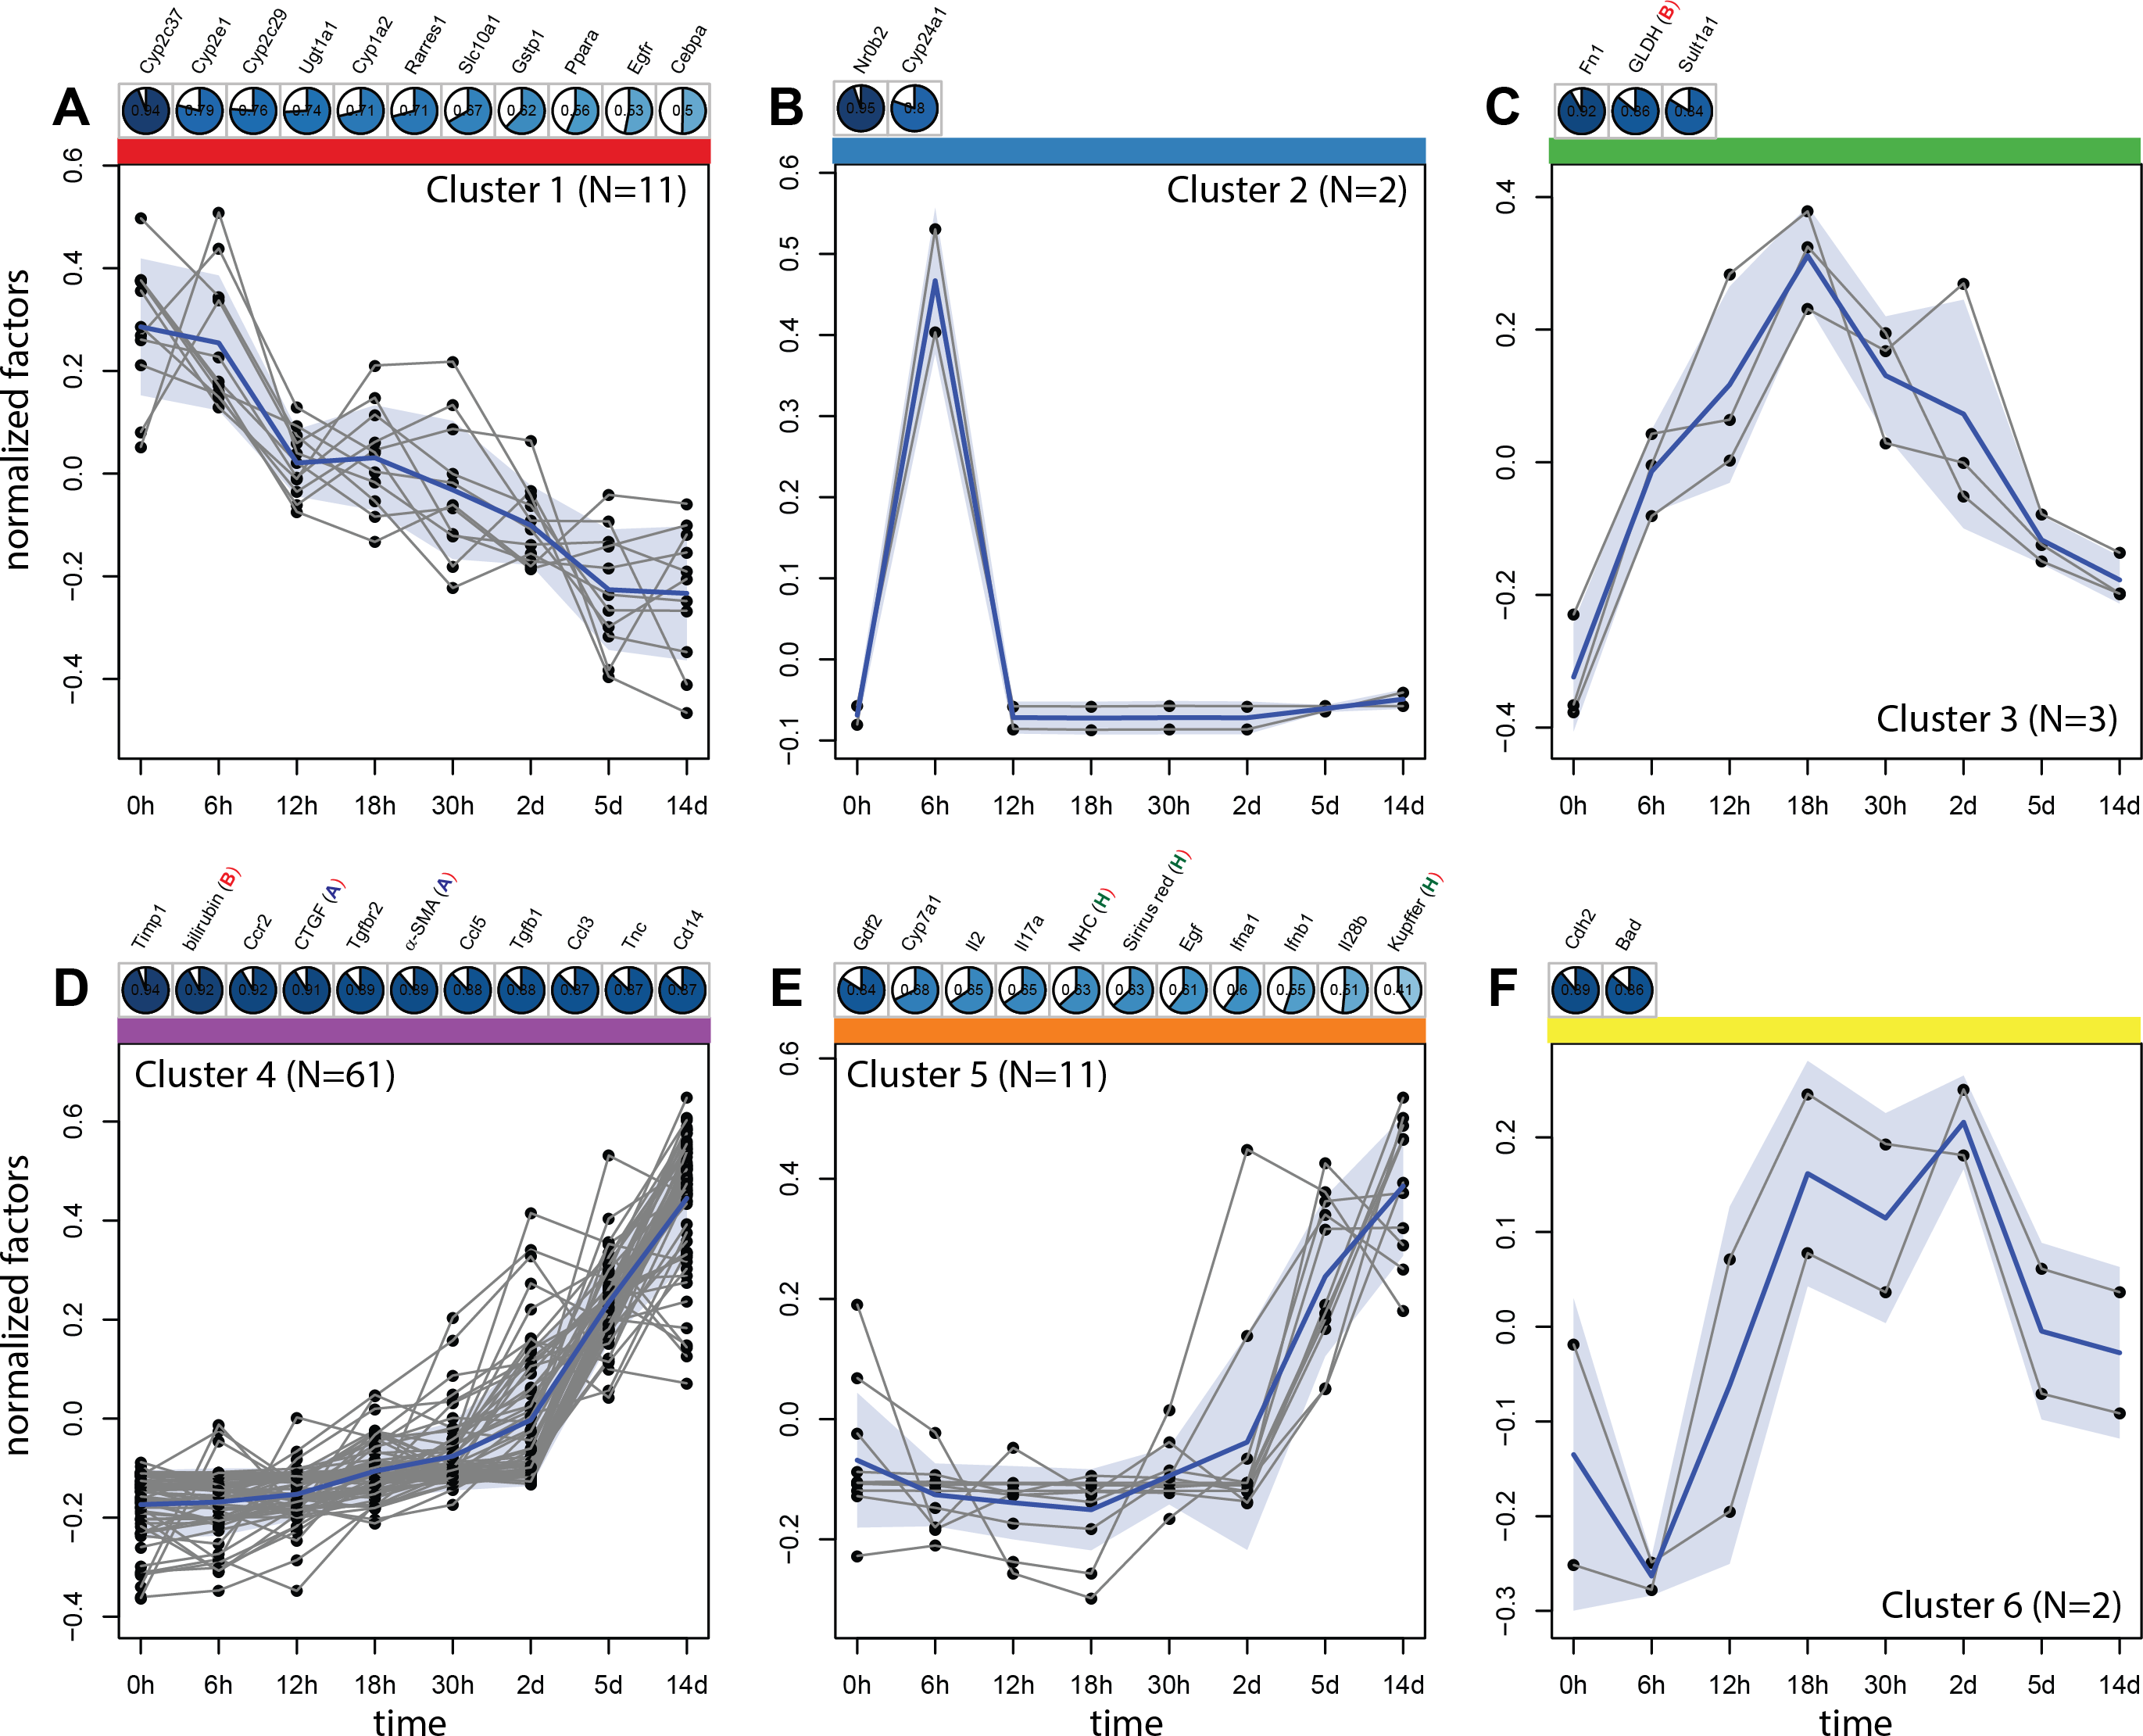 Cyp2c37 Cyp2e1 Cyp2c29 Ugt1a1 Cyp1a2 Rarres1 Slc10a1 Gstp1 Ppara Egfr Cebpa
A
0.94 0.79 0.76 0.74 0.71 0.71 0.67 0.62 0.56 0.53 0.5
Cluster 1 (N=11)
normalized factors
0.6
0.4
0.2
0.0
−0.2
−0.4
0h 6h 12h 18h 30h 2d 5d 14d
Nr0b2 Cyp24a1
B
0.95 0.8
Cluster 2 (N=2)
0.6
0.5
0.4
0.3
0.2
0.1
0.0
−0.1
0h 6h 12h 18h 30h 2d 5d 14d
Fn1 GLDH (B) Sult1a1
C
0.92 0.86 0.84
0.4
0.2
0.0
−0.2
−0.4
Cluster 3 (N=3)
0h 6h 12h 18h 30h 2d 5d 14d
Timp1 bilirubin (B) Ccr2 CTGF (A) Tgfbr2 α-SMA (A) Ccl5 Tgfb1 Ccl3 Tnc Cd14
D
0.94 0.92 0.92 0.91 0.89 0.89 0.88 0.88 0.87 0.87 0.87
Cluster 4 (N=61)
normalized factors
0.6
0.4
0.2
0.0
−0.2
−0.4
0h 6h 12h 18h 30h 2d 5d 14d
time
Gdf2 Cyp7a1 Il2 Il17a NHC (H) Sirirus red (H) Egf Ifna1 Ifnb1 Il28b Kupffer (H)
E
0.84 0.68 0.65 0.65 0.63 0.63 0.61 0.6 0.55 0.51 0.41
Cluster 5 (N=11)
0.6
0.4
0.2
0.0
−0.2
0h 6h 12h 18h 30h 2d 5d 14d
time
Cdh2 Bad
F
0.89 0.86
0.2
0.1
0.0
−0.1
−0.2
−0.3
Cluster 6 (N=2)
0h 6h 12h 18h 30h 2d 5d 14d
time